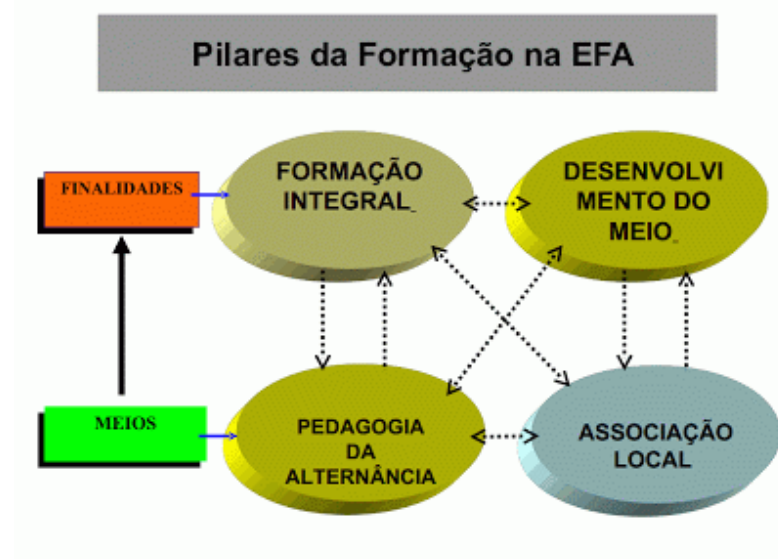 Pilares da Formação na EFA
FINALIDADES
FORMAÇÃO
INTEGRAL
DESENVOLVI
MENTO DO
MEIO
MEIOS
PEDAGOGIA
DA
ALTERNÂNCIA
ASSOCIAÇÃO
LOCAL